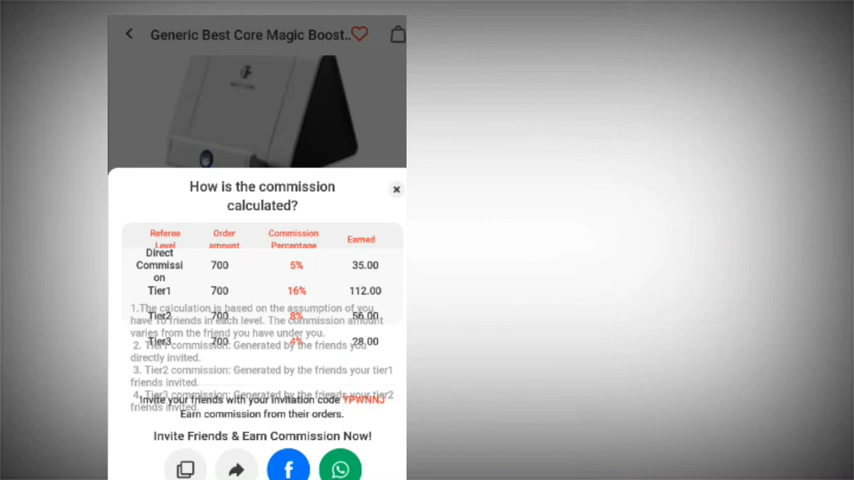 Generic Best Core Magic Boost..
How is the commission
calculated?
Referee
Level
Order
amount
Commission
Percentage
Earned
Direct
Commissi
on
700
5%
35.00
Tier1
700
16%
112.00
1.The calculation is based on the assumption of you
Tier2
700
8%
56.00
have 10 friends in each level. The commission amount
varies from the friend you have under you.
Tier3
700
4%
28.00
2. Tier1 commission: Generated by the friends you
directly invited.
3. Tier2 commission: Generated by the friends your tier1
friends invited.
4. Tier3 commission: Generated by the friends your tier2
Invite your friends with your invitation code YPWNNJ
friends invited.
Earn commission from their orders.
Invite Friends & Earn Commission Now!